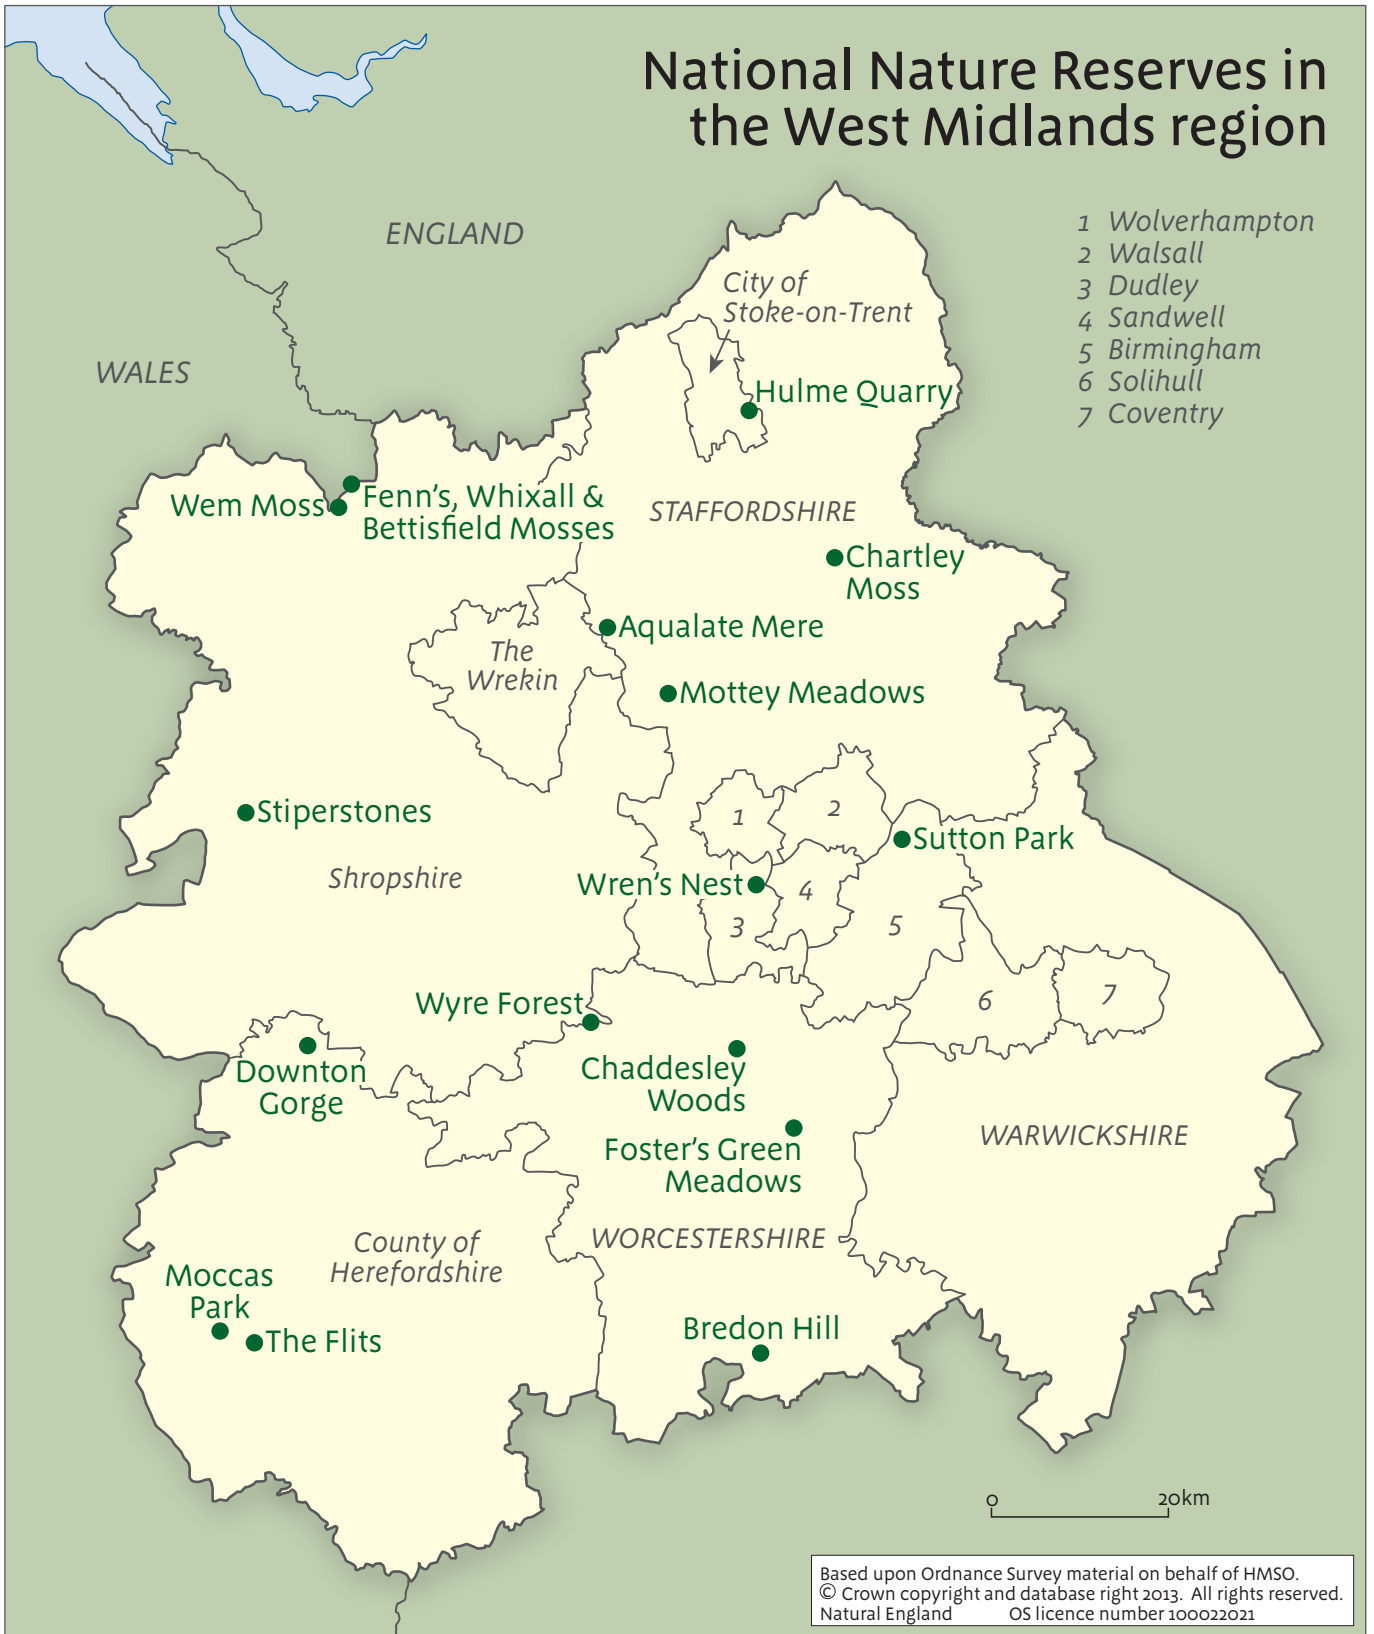 National Nature Reserves in
the West Midlands region
1 Wolverhampton
2 Walsall
3 Dudley
4 Sandwell
5 Birmingham
6 Solihull
7 Coventry
ENGLAND
WALES
City of
Stoke-on-Trent
Hulme Quarry
Wem Moss
Fenn's, Whixall &
Bettisfield Mosses
STAFFORDSHIRE
Chartley
Moss
Aqualate Mere
The
Wrekin
Mottey Meadows
Stiperstones
1
2
Sutton Park
Shropshire
Wren's Nest
4
3
5
6
7
Wyre Forest
Downton
Gorge
Chaddesley
Woods
Foster's Green
Meadows
WARWICKSHIRE
WORCESTERSHIRE
County of
Herefordshire
Moccas
Park
The Flits
Bredon Hill
0 20km
Based upon Ordnance Survey material on behalf of HMSO.
© Crown copyright and database right 2013. All rights reserved.
Natural England OS licence number 100022021